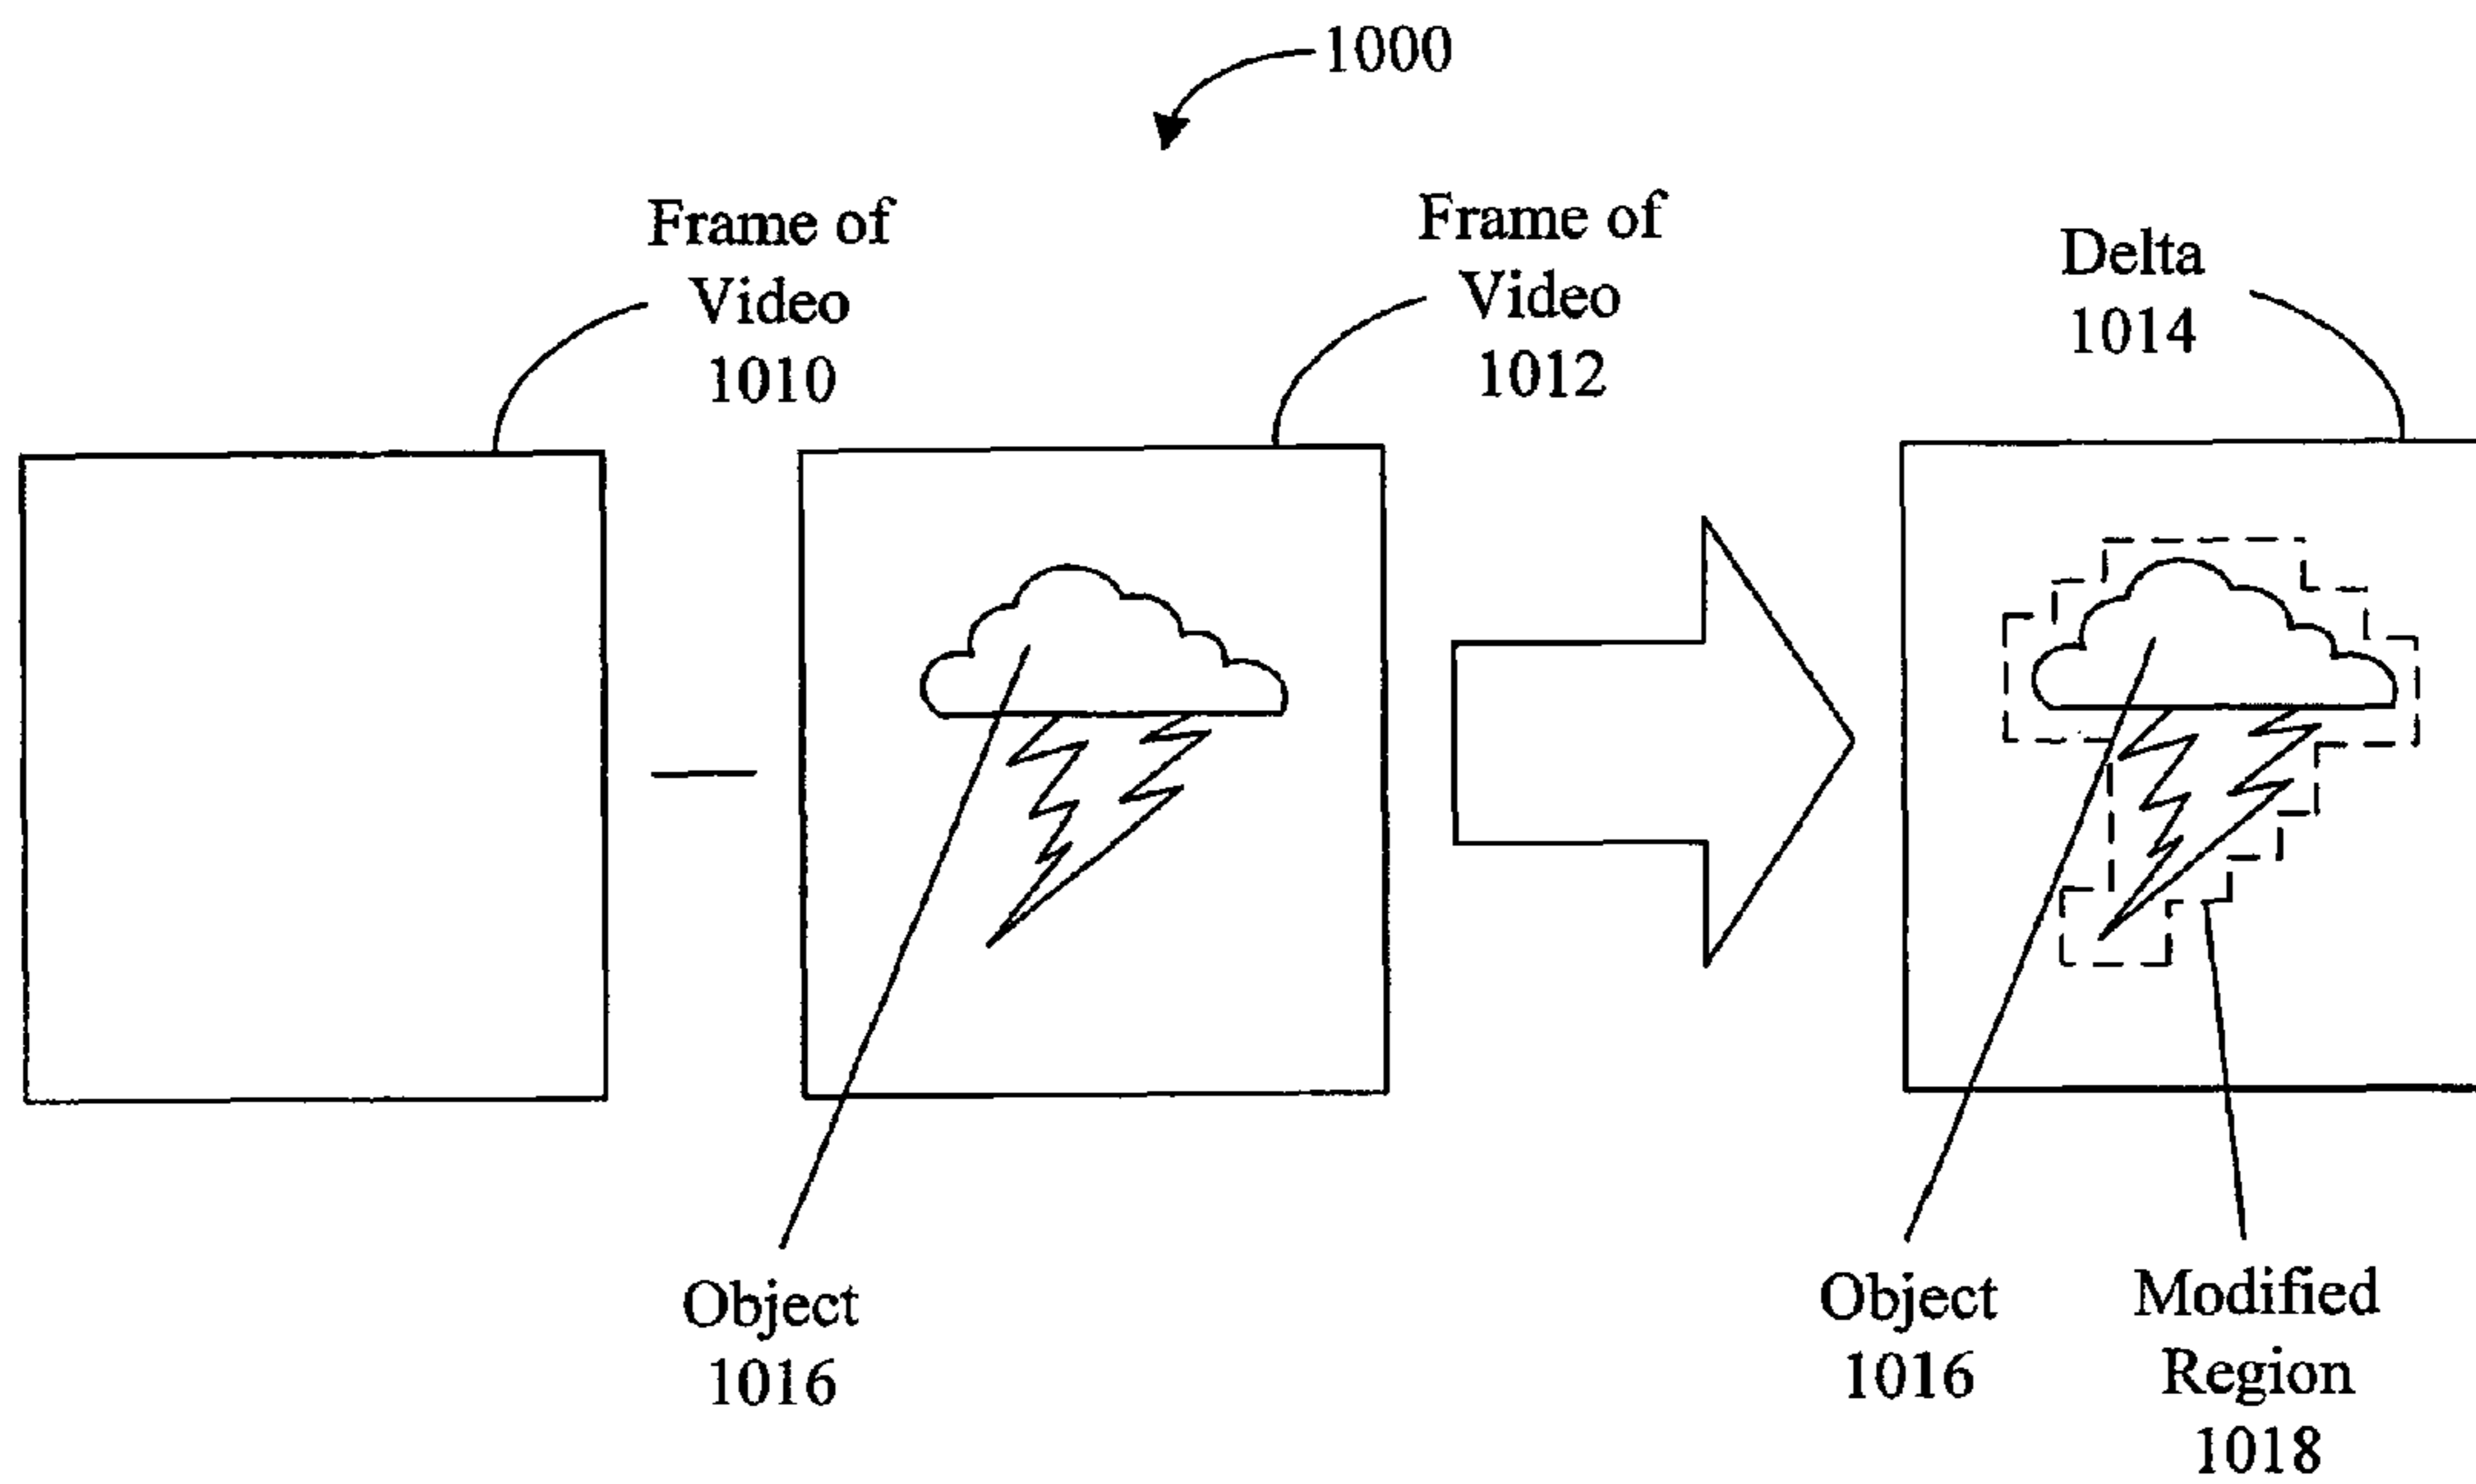 1000
Frame of
Video
1010
Frame of
Video
1012
Delta
1014
Object
1016
Object
1016
Modified
Region
1018